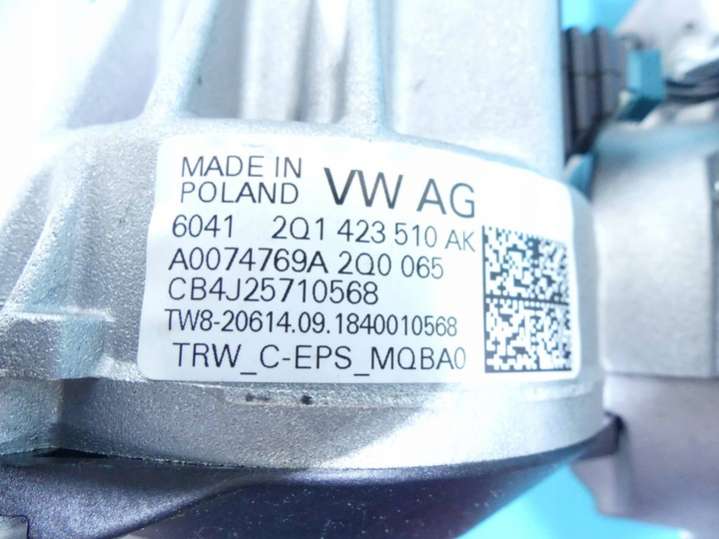 MADE IN
POLAND VW AG
6041 2Q1 423 510 AK
A0074769A 2Q0 065
CB4J25710568
TW8-20614.09.1840010568
TRW_C-EPS_MQBA0